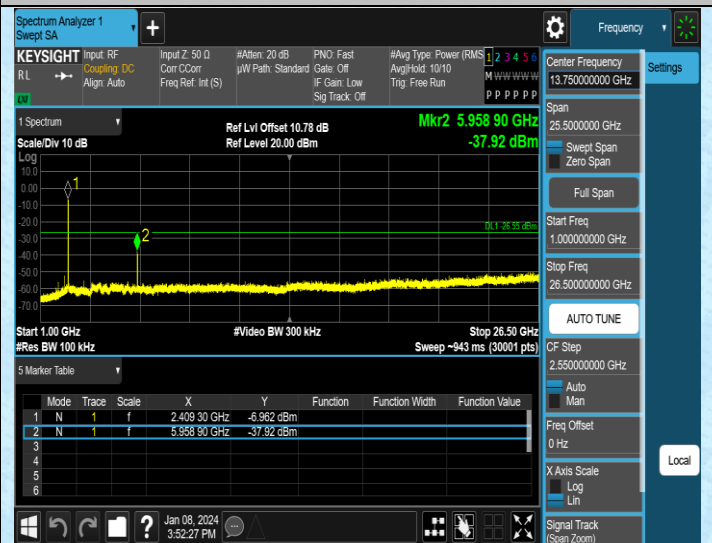 Spectrum Analyzer 1
Swept SA
+
Frequency
KEYSIGHT
RL
LXI
Input: RF
Coupling: DC
Align: Auto
Input Z: 50 Ω
Corr CCorr
Freq Ref: Int (S)
#Atten: 20 dB
µW Path: Standard
PNO: Fast
Gate: Off
IF Gain: Low
Sig Track: Off
#Avg Type: Power (RMS
Avg|Hold: 10/10
Trig: Free Run
1 2 3 4 5 6
M W W W W W
P P P P P P
1 Spectrum
Scale/Div 10 dB
Log
Ref Lvl Offset 10.78 dB
Ref Level 20.00 dBm
Mkr2 5.958 90 GHz
-37.92 dBm
10.0
0.00
-10.0
-20.0
-30.0
-40.0
-50.0
-60.0
-70.0
1
2
DL1 -26.55 dBm
Start 1.00 GHz
#Res BW 100 kHz
#Video BW 300 kHz
Stop 26.50 GHz
Sweep ~943 ms (30001 pts)
5 Marker Table
Mode Trace Scale X Y Function Function Width Function Value
1 N 1 f 2.409 30 GHz -6.962 dBm
2 N 1 f 5.958 90 GHz -37.92 dBm
3
4
5
6
?
Jan 08, 2024
3:52:27 PM
Center Frequency
13.750000000 GHz
Span
25.5000000 GHz
Swept Span
Zero Span
Full Span
Start Freq
1.000000000 GHz
Stop Freq
26.500000000 GHz
AUTO TUNE
CF Step
2.550000000 GHz
Auto
Man
Freq Offset
0 Hz
X Axis Scale
Log
Lin
Signal Track
(Span Zoom)
Settings
Local